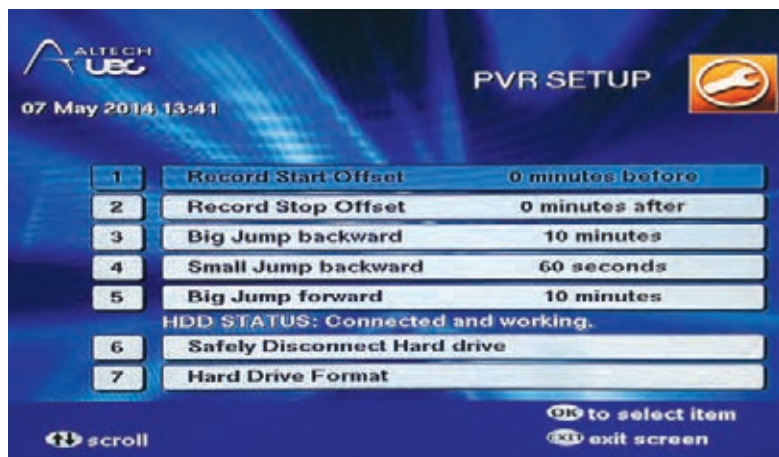 ALTECH
UEC
PVR SETUP
07 May 2014 13:41
1 Record Start Offset 0 minutes before
2 Record Stop Offset 0 minutes after
3 Big Jump backward 10 minutes
4 Small Jump backward 60 seconds
5 Big Jump forward 10 minutes
HDD STATUS: Connected and working.
6 Safely Disconnect Hard drive
7 Hard Drive Format
OK to select item
scroll EXIT exit screen